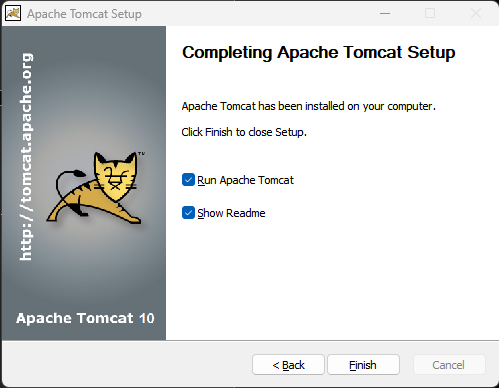 Apache Tomcat Setup
http://tomcat.apache.org
TM
Apache Tomcat 10
Completing Apache Tomcat Setup
Apache Tomcat has been installed on your computer.
Click Finish to close Setup.
Run Apache Tomcat
Show Readme
< Back
Finish
Cancel